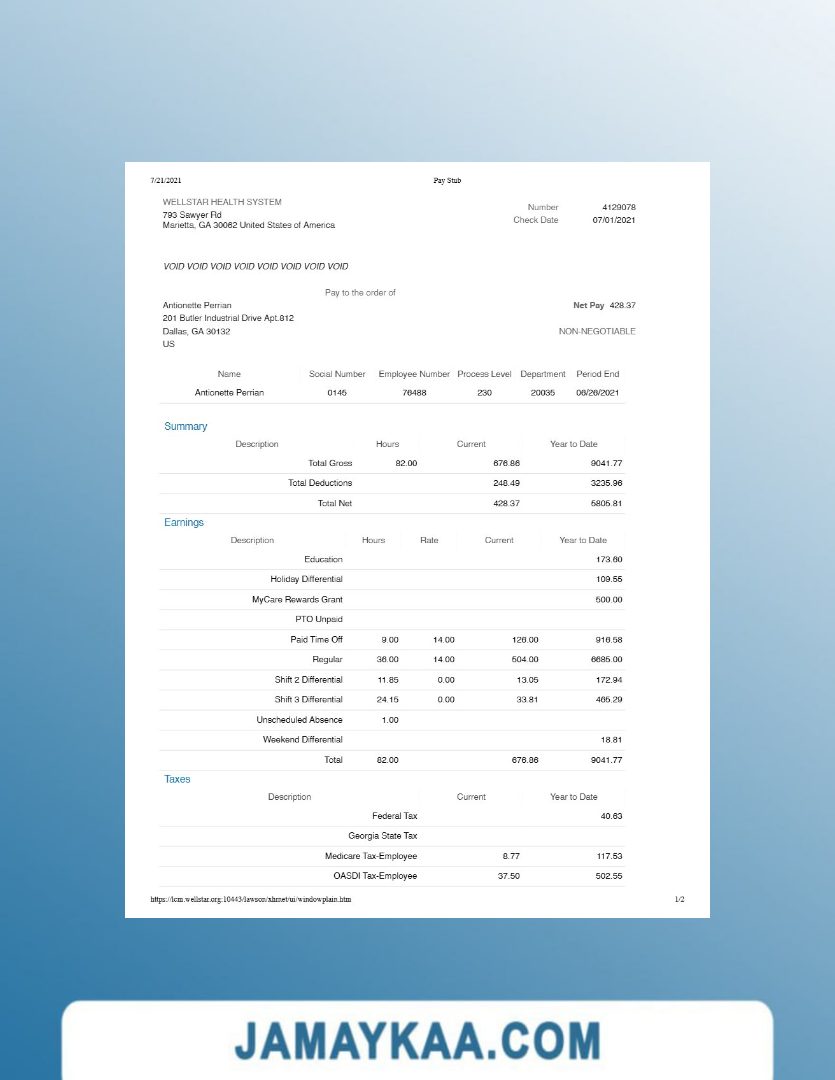 7/21/2021 Pay Stub
WELLSTAR HEALTH SYSTEM
793 Sawyer Rd
Marietta, GA 30062 United States of America
Number 4129078
Check Date 07/01/2021
VOID VOID VOID VOID VOID VOID VOID VOID
Pay to the order of
Antionette Perrian Net Pay 428.37
201 Butler Industrial Drive Apt.812
Dallas, GA 30132 NON-NEGOTIABLE
US
Name Social Number Employee Number Process Level Department Period End
Antionette Perrian 0145 76488 230 20035 06/26/2021
Summary
Description Hours Current Year to Date
Total Gross 82.00 676.86 9041.77
Total Deductions 248.49 3235.96
Total Net 428.37 5805.81
Earnings
Description Hours Rate Current Year to Date
Education 173.60
Holiday Differential 109.55
MyCare Rewards Grant 500.00
PTO Unpaid
Paid Time Off 9.00 14.00 126.00 916.58
Regular 36.00 14.00 504.00 6685.00
Shift 2 Differential 11.85 0.00 13.05 172.94
Shift 3 Differential 24.15 0.00 33.81 465.29
Unscheduled Absence 1.00
Weekend Differential 18.81
Total 82.00 676.86 9041.77
Taxes
Description Current Year to Date
Federal Tax 40.63
Georgia State Tax
Medicare Tax-Employee 8.77 117.53
OASDI Tax-Employee 37.50 502.55
https://lcm.wellstar.org:10443/lawson/xhrnet/ui/windowplain.htm 1/2
JAMAYKAA.COM